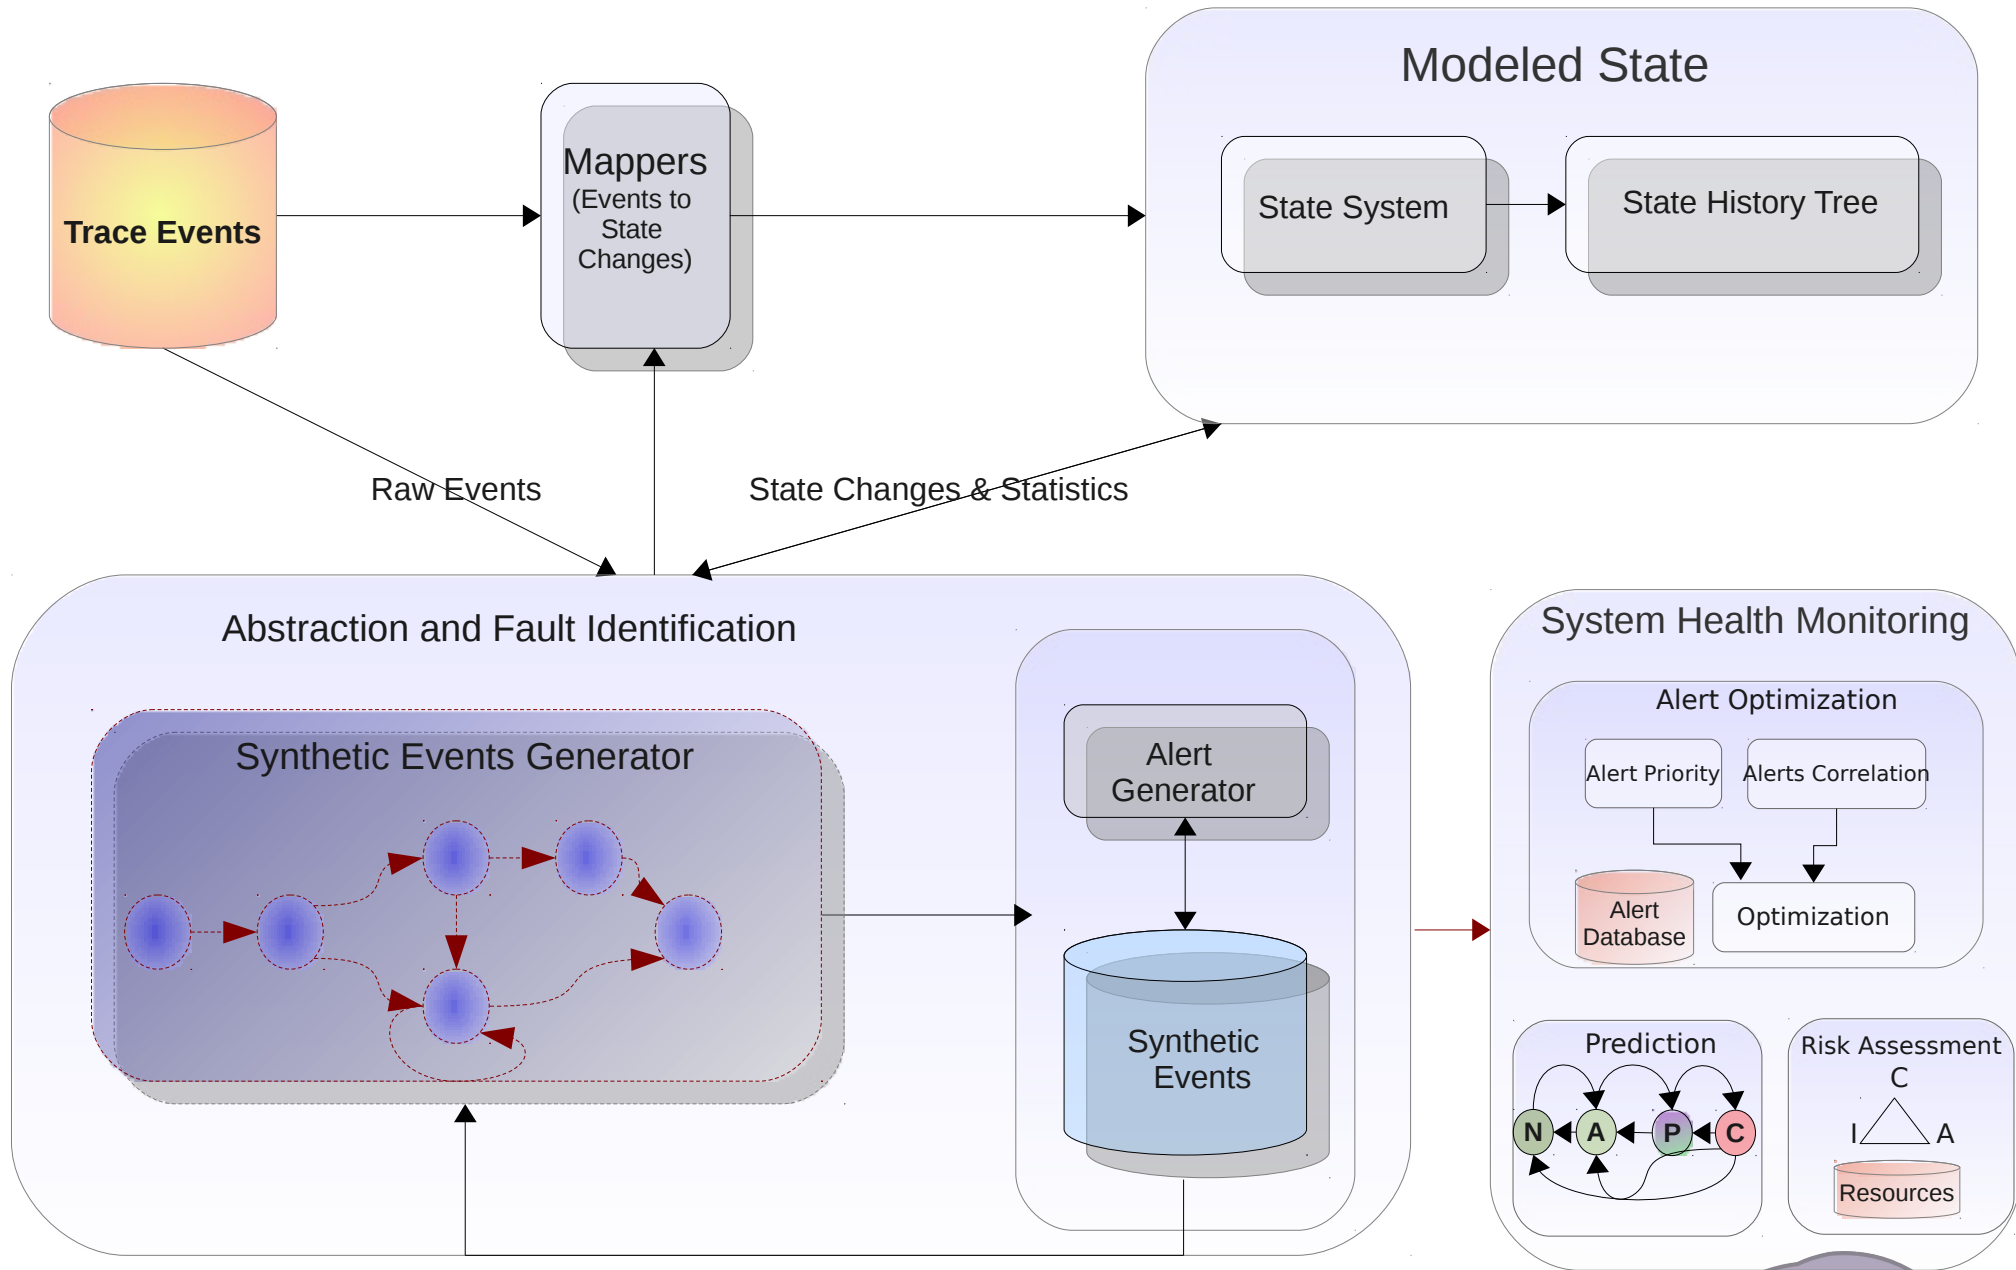 Modeled State
Trace Events
Mappers
(Events to
State
Changes)
State System
State History Tree
Raw Events
State Changes & Statistics
Abstraction and Fault Identification
Synthetic Events Generator
Alert
Generator
Synthetic
Events
System Health Monitoring
Alert Optimization
Alert Priority
Alerts Correlation
Alert
Database
Optimization
Prediction
N A P C
Risk Assessment
C
I A
Resources